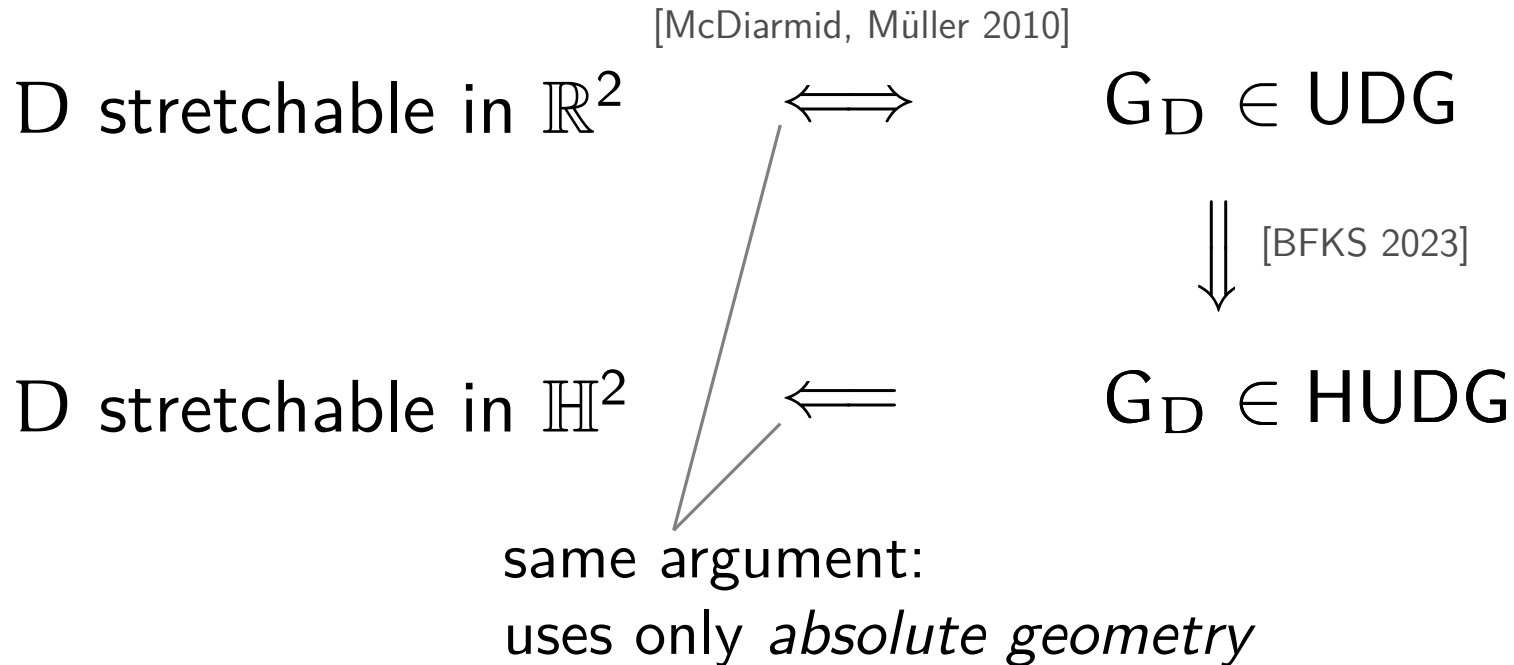 [McDiarmid, Müller 2010]
D stretchable in ℝ² ⟺ G_D ∈ UDG
⇓ [BFKS 2023]
D stretchable in ℍ² ⟸ G_D ∈ HUDG
same argument:
uses only absolute geometry